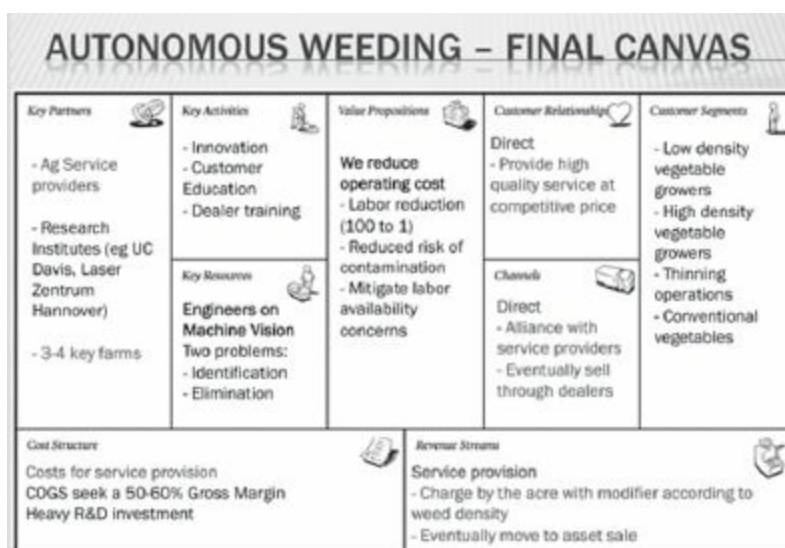 AUTONOMOUS WEEDING – FINAL CANVAS
Key Partners
- Ag Service
providers
- Research
Institutes (eg UC
Davis, Laser
Zentrum
Hannover)
- 3-4 key farms
Key Activities
- Innovation
- Customer
Education
- Dealer training
Key Resources
Engineers on
Machine Vision
Two problems:
- Identification
- Elimination
Value Propositions
We reduce
operating cost
- Labor reduction
(100 to 1)
- Reduced risk of
contamination
- Mitigate labor
availability
concerns
Customer Relationships
Direct
- Provide high
quality service at
competitive price
Channels
Direct
- Alliance with
service providers
- Eventually sell
through dealers
Customer Segments
- Low density
vegetable
growers
- High density
vegetable
growers
- Thinning
operations
- Conventional
vegetables
Cost Structure
Costs for service provision
COGS seek a 50-60% Gross Margin
Heavy R&D investment
Revenue Streams
Service provision
- Charge by the acre with modifier according to
weed density
- Eventually move to asset sale